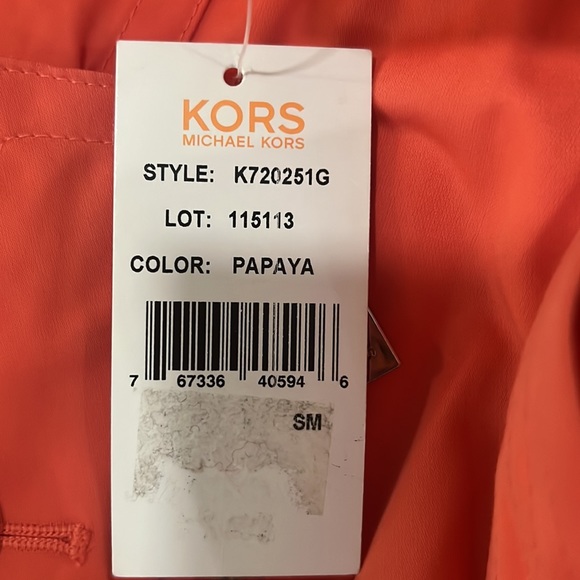 KORS
MICHAEL KORS
STYLE: K720251G
LOT: 115113
COLOR: PAPAYA
7 67336 40594 6
SM